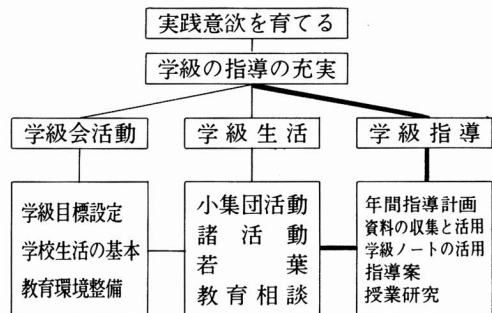 実践意欲を育てる
学級の指導の充実
学級会活動
学級生活
学級指導
学級目標設定
学校生活の基本
教育環境整備
小集団活動
諸活動
若葉
教育相談
年間指導計画
資料の収集と活用
学級ノートの活用
指導案
授業研究